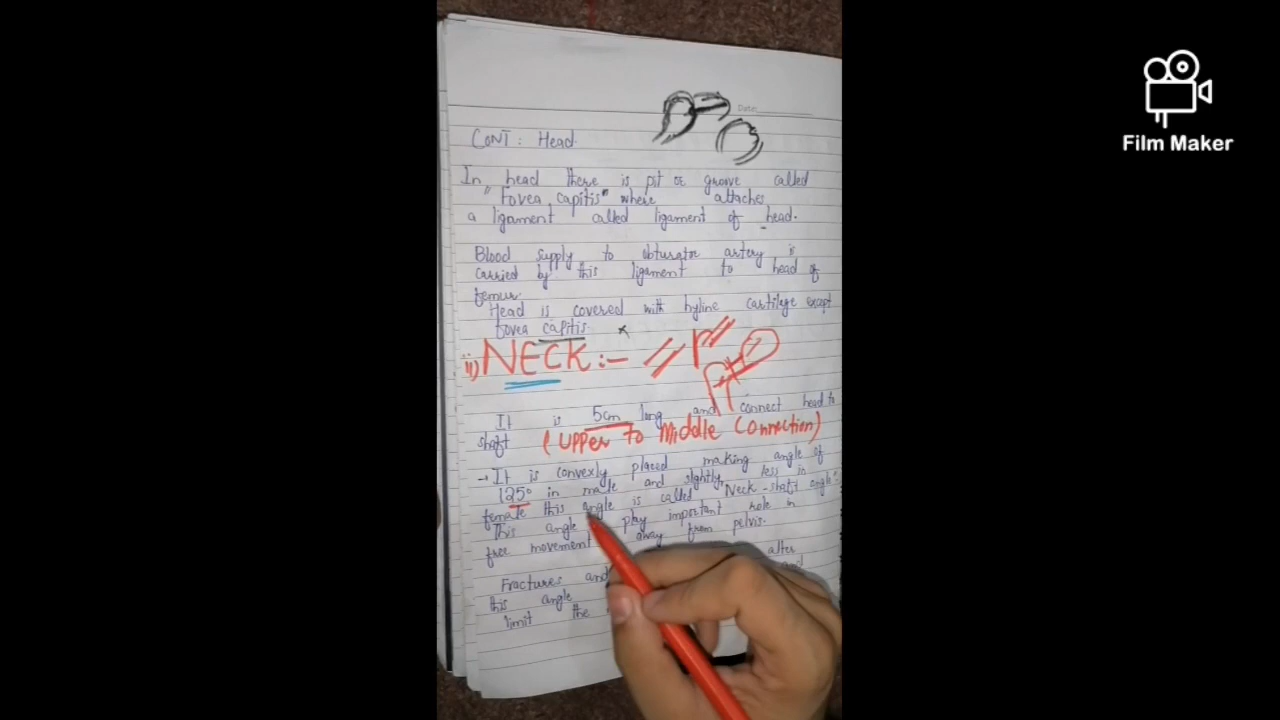 Date:
CONT : Head.
In head there is pit or groove called
"Fovea capitis" where attaches
a ligament called ligament of head.
Blood supply to obturator artery is
carried by this ligament to head of
femur.
Head is covered with hyline cartilege except
fovea capitis.
ii) NECK :-
It is 5cm long and connect head to
shaft (Upper To Middle Connection)
→ It is convexly placed making angle of
125° in male and slightly less in
female this angle is called "Neck-shaft angle".
This angle play important role in
free movement away from pelvis.
Fractures and alter
this angle and
limit the
Film Maker